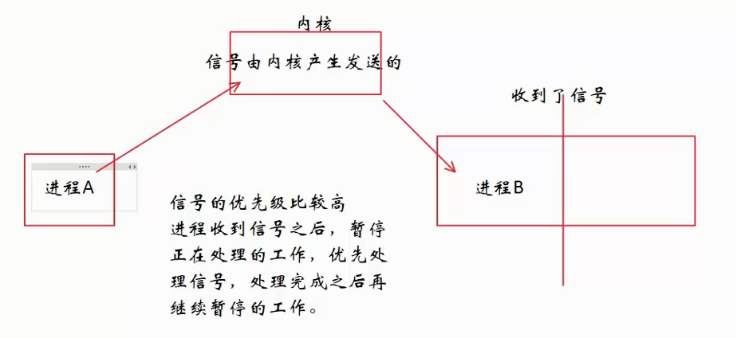 内核
信号由内核产生发送的
收到了信号
进程A
进程B
信号的优先级比较高
进程收到信号之后，暂停
正在处理的工作，优先处
理信号，处理完成之后再
继续暂停的工作。